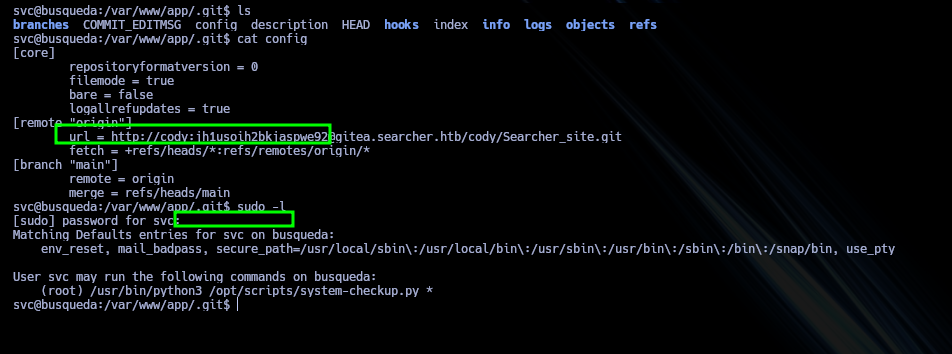 svc@busqueda:/var/www/app/.git$ ls
branches  COMMIT_EDITMSG  config  description  HEAD  hooks  index  info  logs  objects  refs
svc@busqueda:/var/www/app/.git$ cat config
[core]
        repositoryformatversion = 0
        filemode = true
        bare = false
        logallrefupdates = true
[remote "origin"]
        url = http://cody:jh1usoih2bkjaspwe92@gitea.searcher.htb/cody/Searcher_site.git
        fetch = +refs/heads/*:refs/remotes/origin/*
[branch "main"]
        remote = origin
        merge = refs/heads/main
svc@busqueda:/var/www/app/.git$ sudo -l
[sudo] password for svc:
Matching Defaults entries for svc on busqueda:
    env_reset, mail_badpass, secure_path=/usr/local/sbin\:/usr/local/bin\:/usr/sbin\:/usr/bin\:/sbin\:/bin\:/snap/bin, use_pty

User svc may run the following commands on busqueda:
    (root) /usr/bin/python3 /opt/scripts/system-checkup.py *
svc@busqueda:/var/www/app/.git$